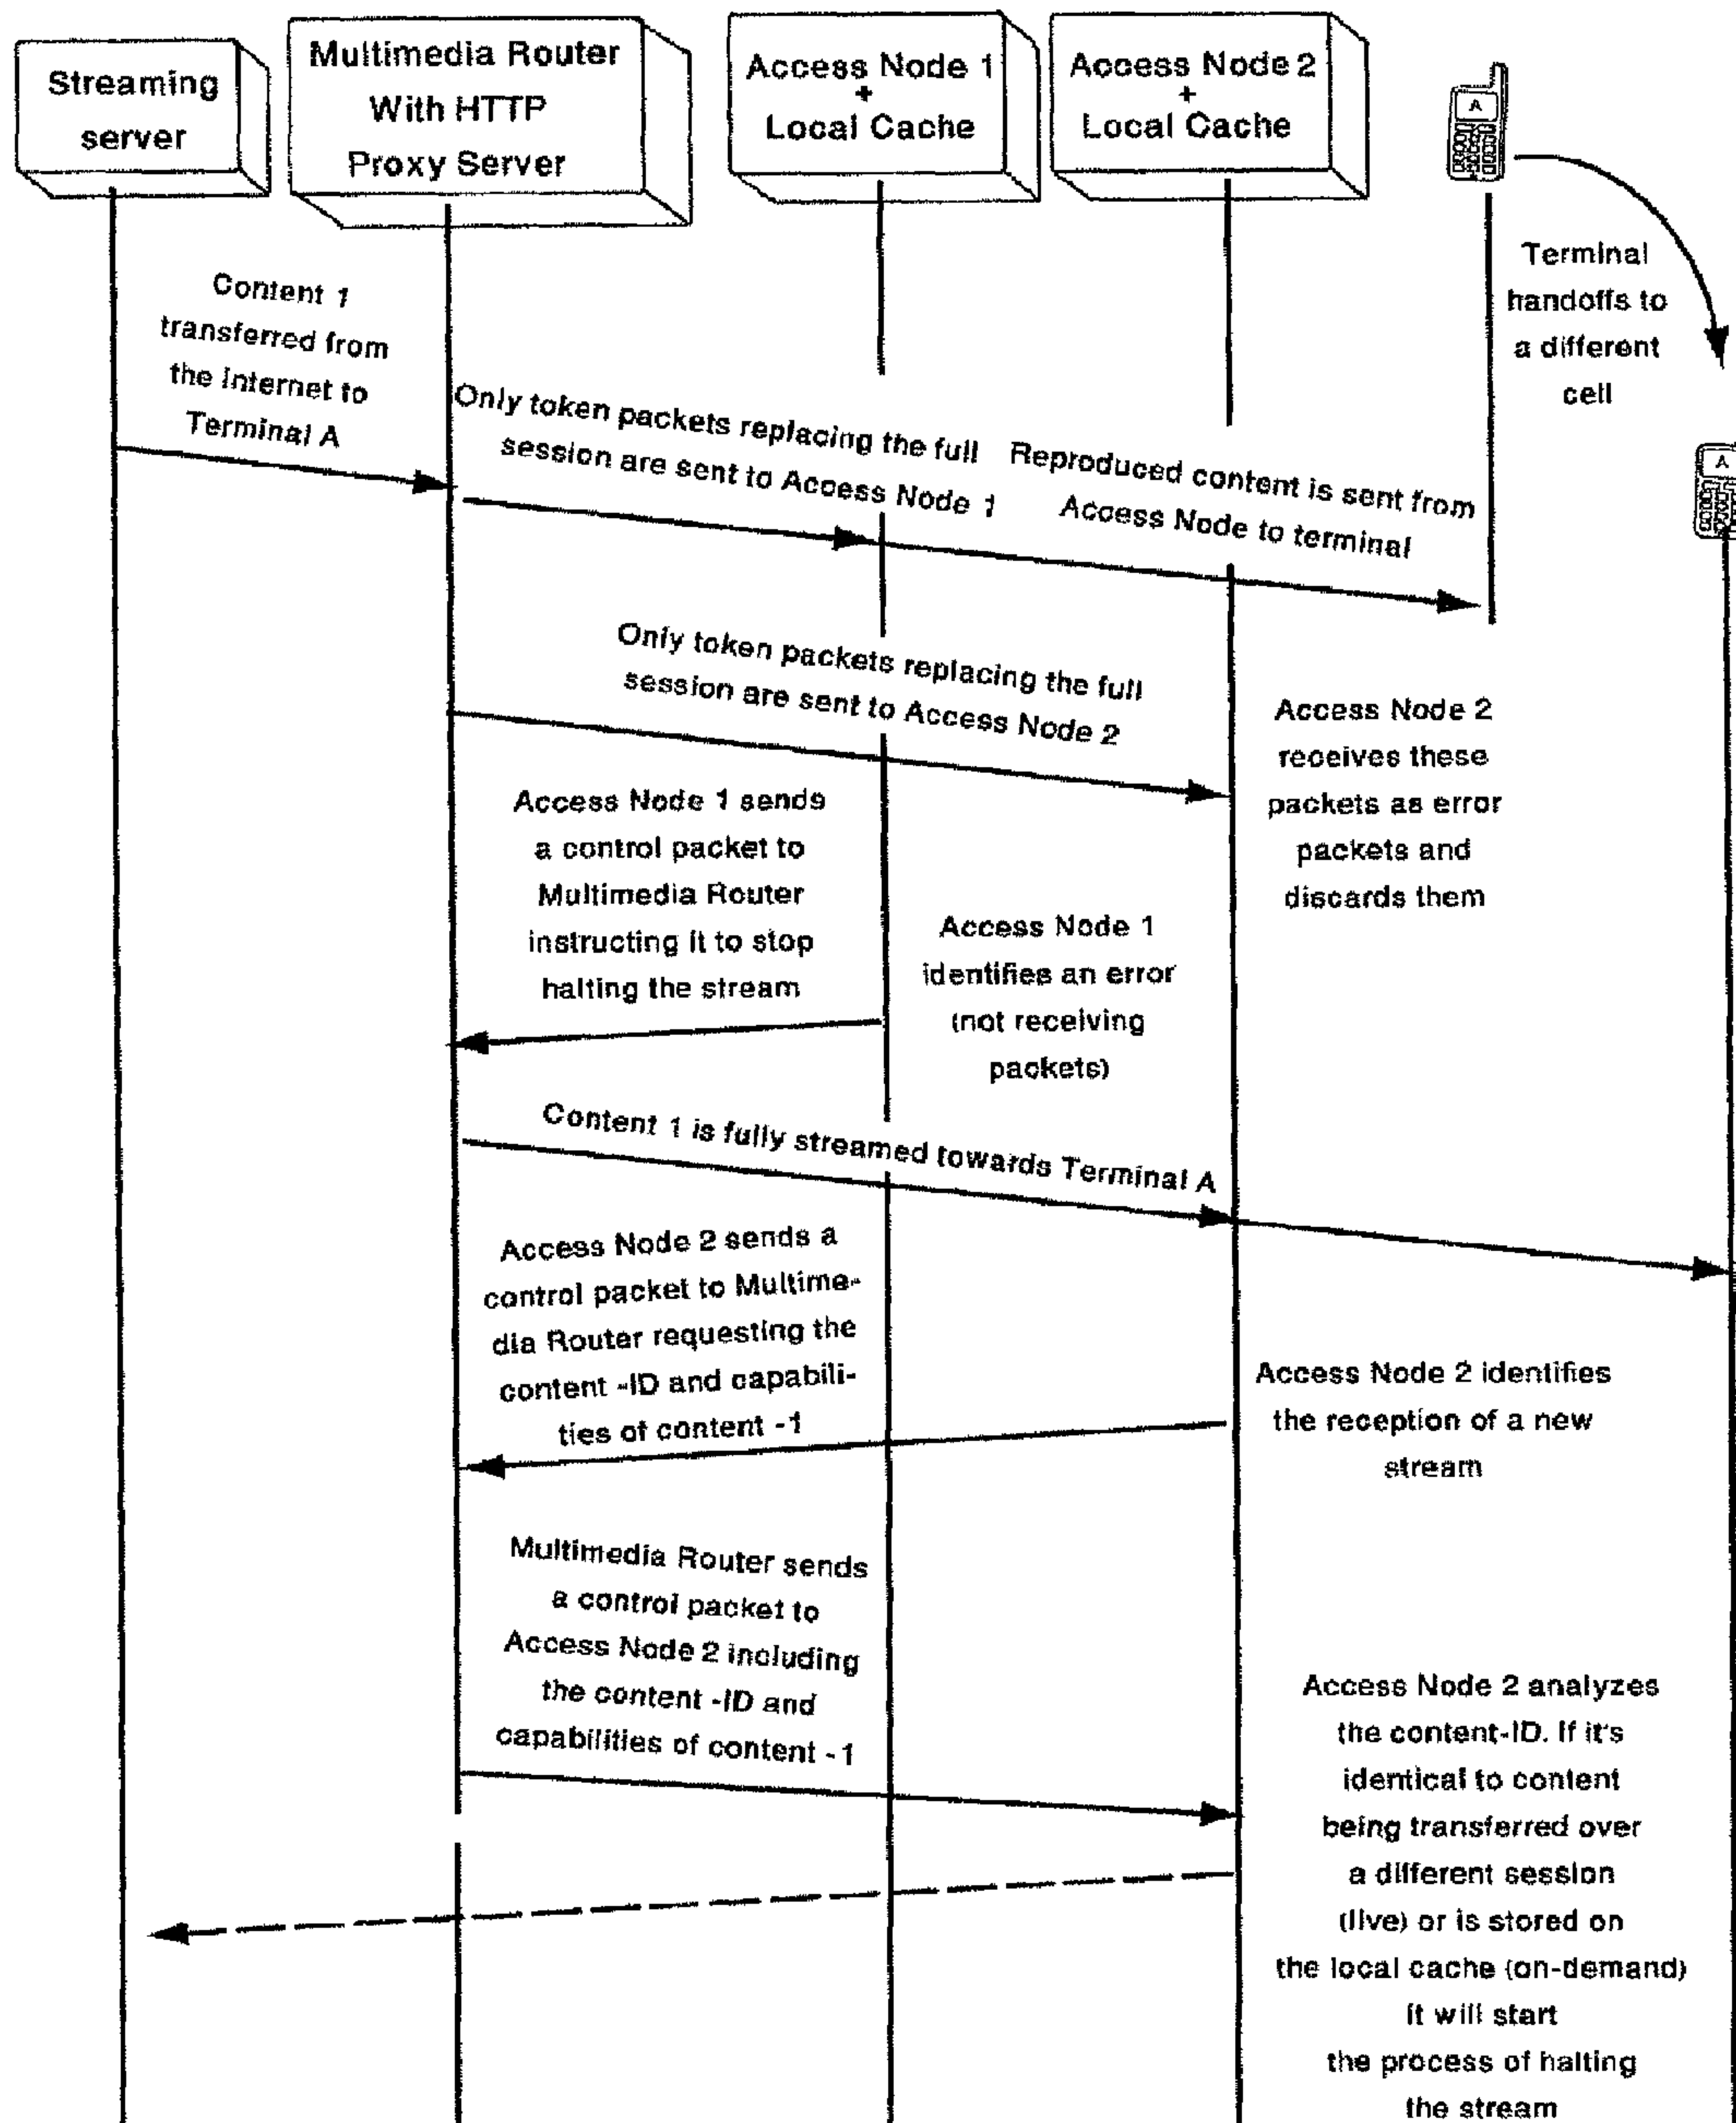 Streaming
server
Multimedia Router
With HTTP
Proxy Server
Access Node 1
+
Local Cache
Access Node 2
+
Local Cache
A
Terminal
handoffs to
a different
cell
A
Content 1
transferred from
the Internet to
Terminal A
Only token packets replacing the full
session are sent to Access Node 1
Reproduced content is sent from
Access Node to terminal
Only token packets replacing the full
session are sent to Access Node 2
Access Node 2
receives these
packets as error
packets and
discards them
Access Node 1 sends
a control packet to
Multimedia Router
instructing it to stop
halting the stream
Access Node 1
identifies an error
(not receiving
packets)
Content 1 is fully streamed towards Terminal A
Access Node 2 sends a
control packet to Multime-
dia Router requesting the
content -ID and capabili-
ties of content -1
Access Node 2 identifies
the reception of a new
stream
Multimedia Router sends
a control packet to
Access Node 2 including
the content -ID and
capabilities of content -1
Access Node 2 analyzes
the content-ID. If it's
identical to content
being transferred over
a different session
(live) or is stored on
the local cache (on-demand)
it will start
the process of halting
the stream